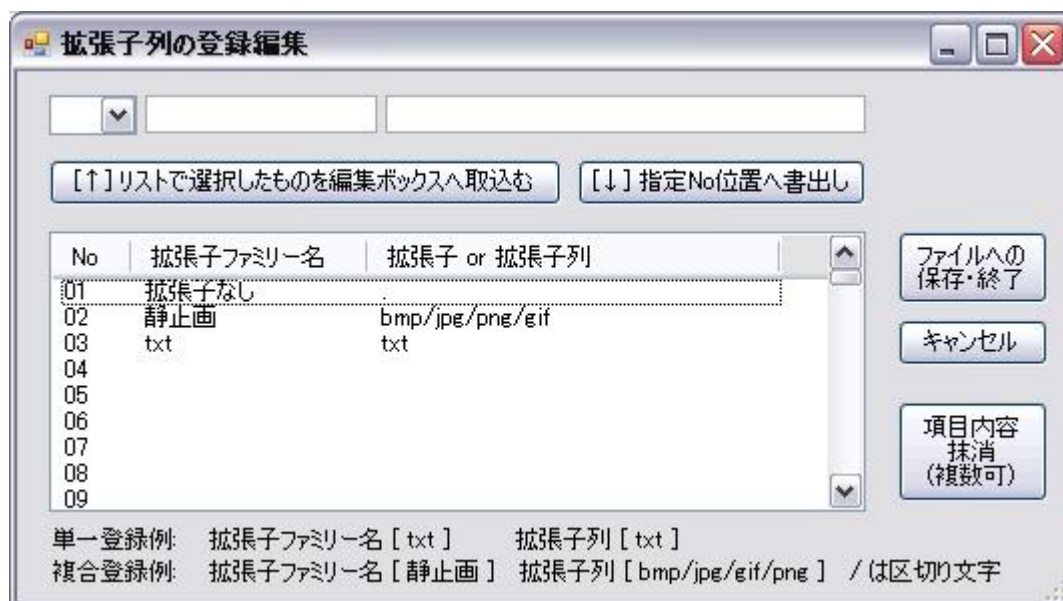 拡張子列の登録編集
[↑]リストで選択したものを編集ボックスへ取込む [↓]指定No位置へ書出し
No 拡張子ファミリー名 拡張子 or 拡張子列
01 拡張子なし .
02 静止画 bmp/jpg/png/gif
03 txt txt
04
05
06
07
08
09
ファイルへの
保存・終了
キャンセル
項目内容
抹消
(複数可)
単一登録例: 拡張子ファミリー名 [ txt ] 拡張子列 [ txt ]
複合登録例: 拡張子ファミリー名 [ 静止画 ] 拡張子列 [ bmp/jpg/gif/png ] / は区切り文字